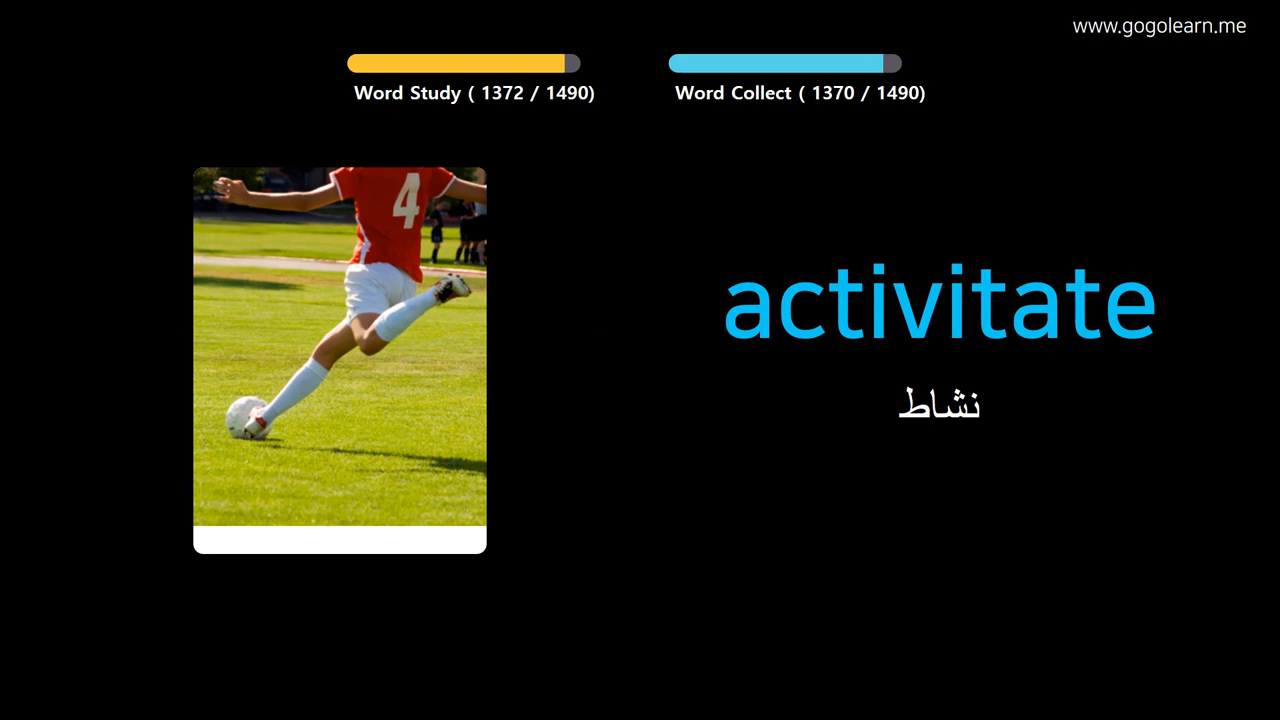 www.gogolearn.me
Word Study ( 1372 / 1490)
Word Collect ( 1370 / 1490)
4
activitate
نشاط